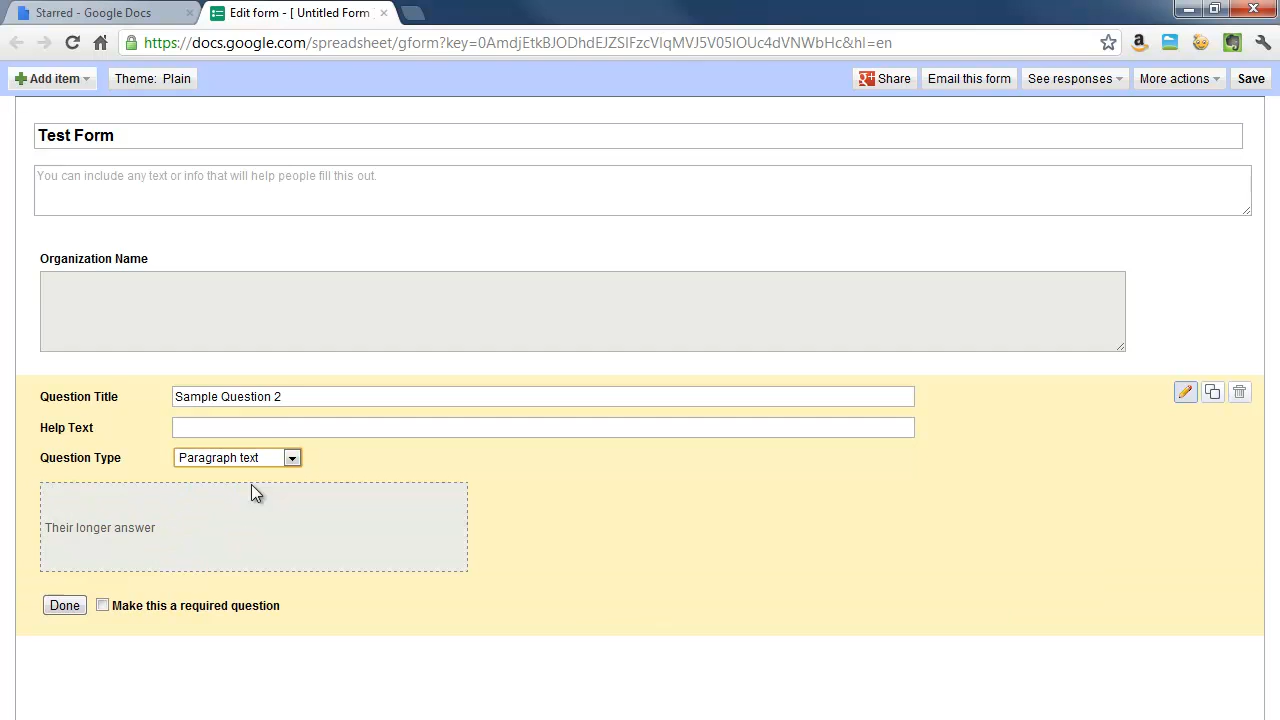 Starred - Google Docs
Edit form - [ Untitled Form ]
https://docs.google.com/spreadsheet/gform?key=0AmdjEtkBJODhdEJZSlFzcVlqMVJ5V05IOUc4dVNWbHc&hl=en
Add item Theme: Plain Share Email this form See responses More actions Save
Test Form
You can include any text or info that will help people fill this out.
Organization Name
Question Title Sample Question 2
Help Text
Question Type Paragraph text
Their longer answer
Done Make this a required question